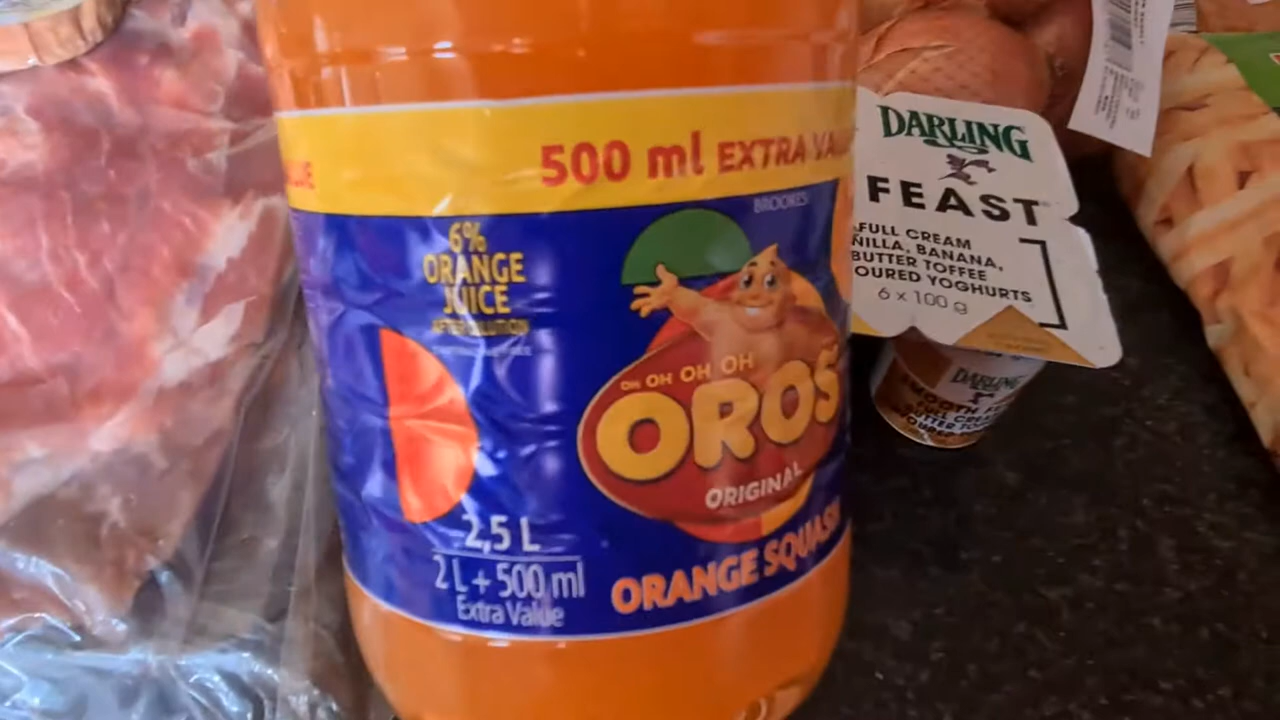 500 ml EXTRA VA
BROOKES
6%
ORANGE
JUICE
AFTER DILUTION
OH OH OH OH
OROS
ORIGINAL
ORANGE SQUASH
2,5 L
2 L + 500 ml
Extra Value
DARLING
FEAST
FULL CREAM
NILLA, BANANA,
BUTTER TOFFEE
OURED YOGHURTS
6 x 100 g
DARLING